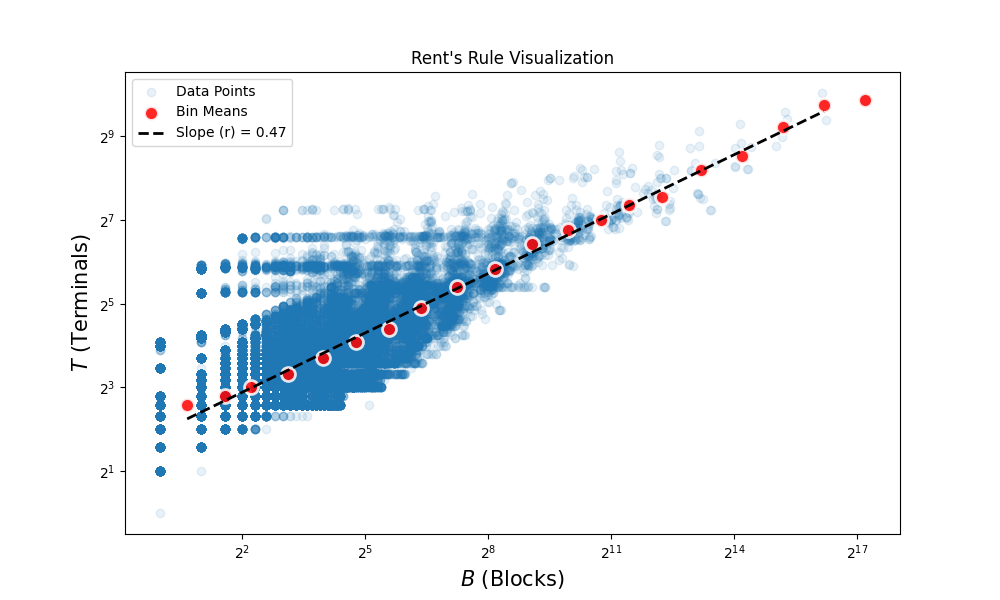 Rent's Rule Visualization
Data Points
Bin Means
Slope (r) = 0.47
T (Terminals)
2^9
2^7
2^5
2^3
2^1
2^2 2^5 2^8 2^11 2^14 2^17
B (Blocks)